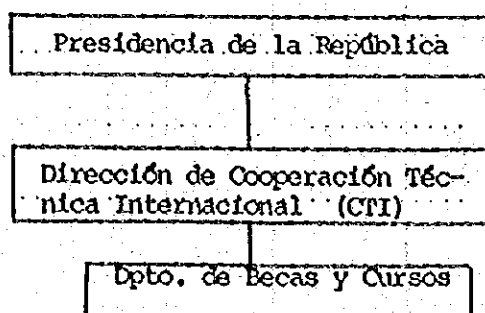 Presidencia de la República
Dirección de Cooperación Téc-
nica Internacional (CTI)
Dpto. de Becas y Cursos